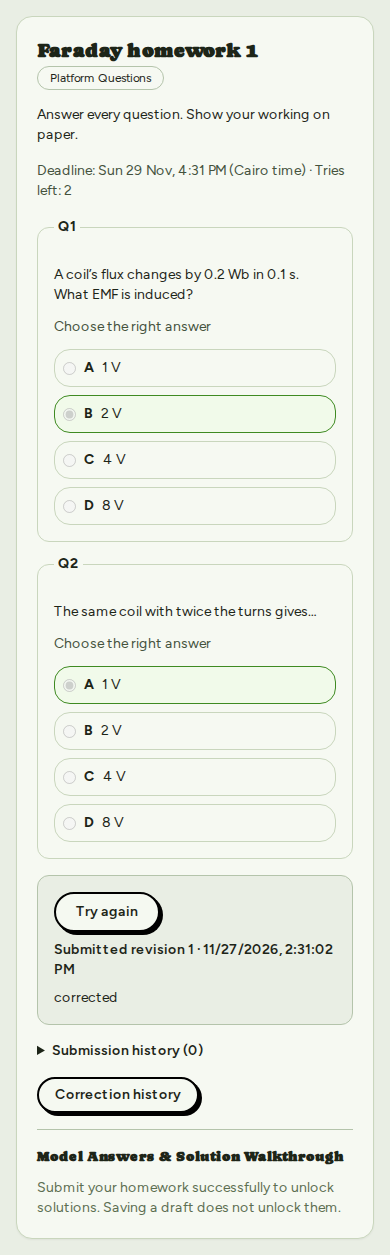 Faraday homework 1
Platform Questions
Answer every question. Show your working on
paper.
Deadline: Sun 29 Nov, 4:31 PM (Cairo time) · Tries
left: 2
Q1
A coil's flux changes by 0.2 Wb in 0.1 s.
What EMF is induced?
Choose the right answer
A 1 V
B 2 V
C 4 V
D 8 V
Q2
The same coil with twice the turns gives…
Choose the right answer
A 1 V
B 2 V
C 4 V
D 8 V
Try again
Submitted revision 1 · 11/27/2026, 2:31:02
PM
corrected
Submission history (0)
Correction history
Model Answers & Solution Walkthrough
Submit your homework successfully to unlock
solutions. Saving a draft does not unlock them.